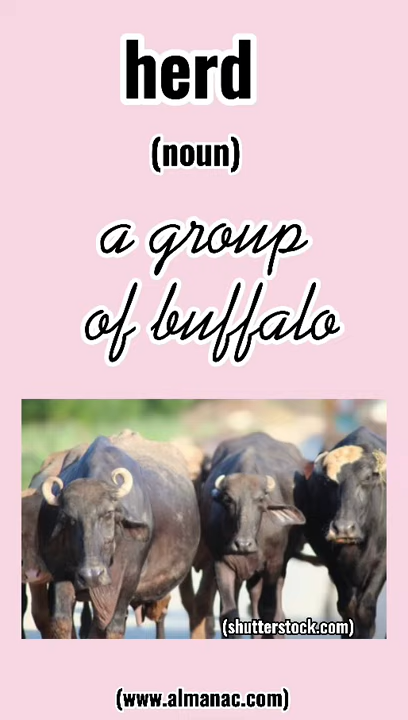 herd
(noun)
a group
of buffalo
(shutterstock.com)
(www.almanac.com)